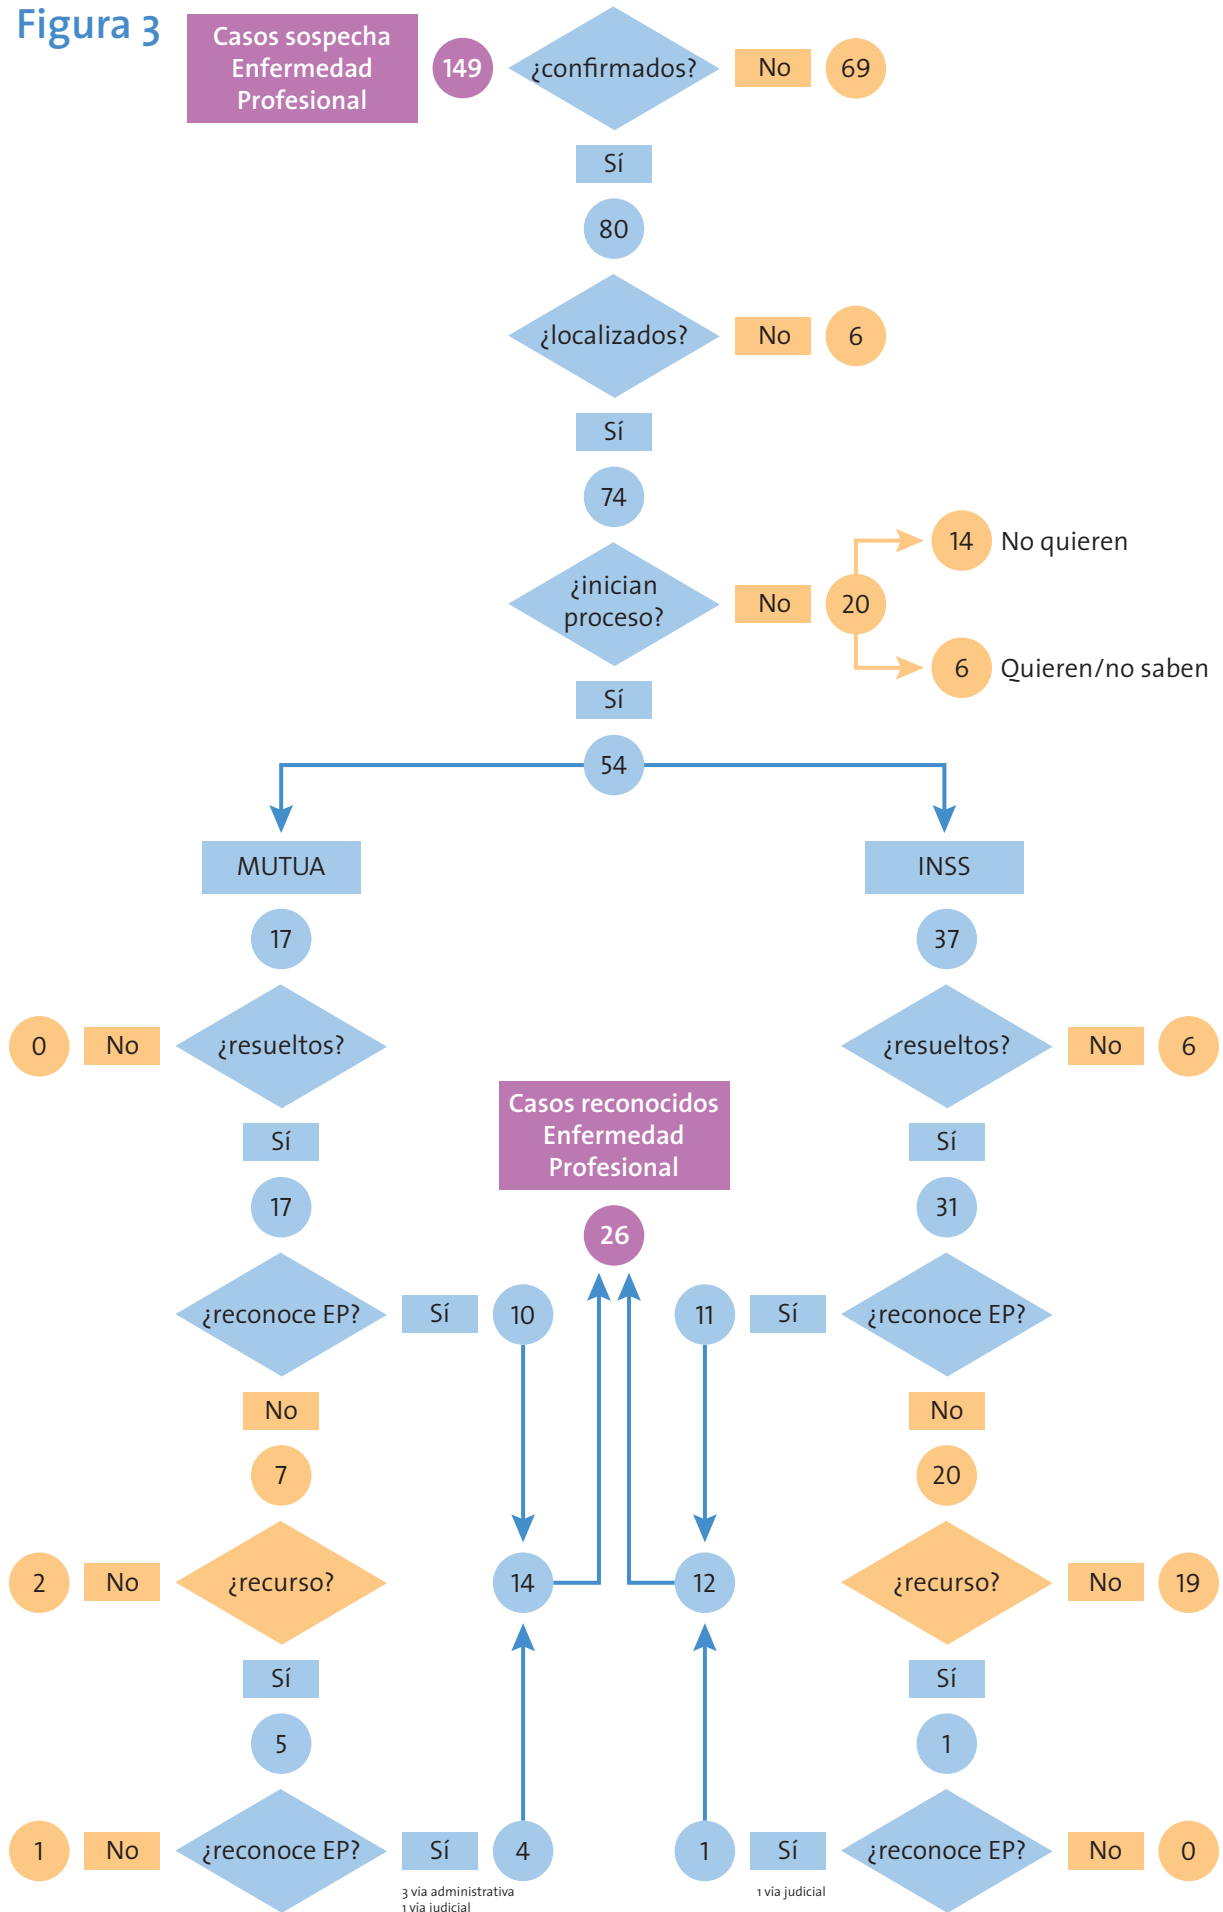 Figura 3
Casos sospecha
Enfermedad
Profesional
149
¿confirmados?
No
69
Sí
80
¿localizados?
No
6
Sí
74
¿inician
proceso?
No
20
14
No quieren
6
Quieren/no saben
Sí
54
MUTUA
INSS
17
37
0
No
¿resueltos?
¿resueltos?
No
6
Casos reconocidos
Enfermedad
Profesional
Sí
Sí
17
31
26
¿reconoce EP?
Sí
10
11
Sí
¿reconoce EP?
No
No
7
20
2
No
¿recurso?
14
12
¿recurso?
No
19
Sí
Sí
5
1
1
No
¿reconoce EP?
Sí
4
1
Sí
¿reconoce EP?
No
0
3 vía administrativa
1 vía judicial
1 vía judicial